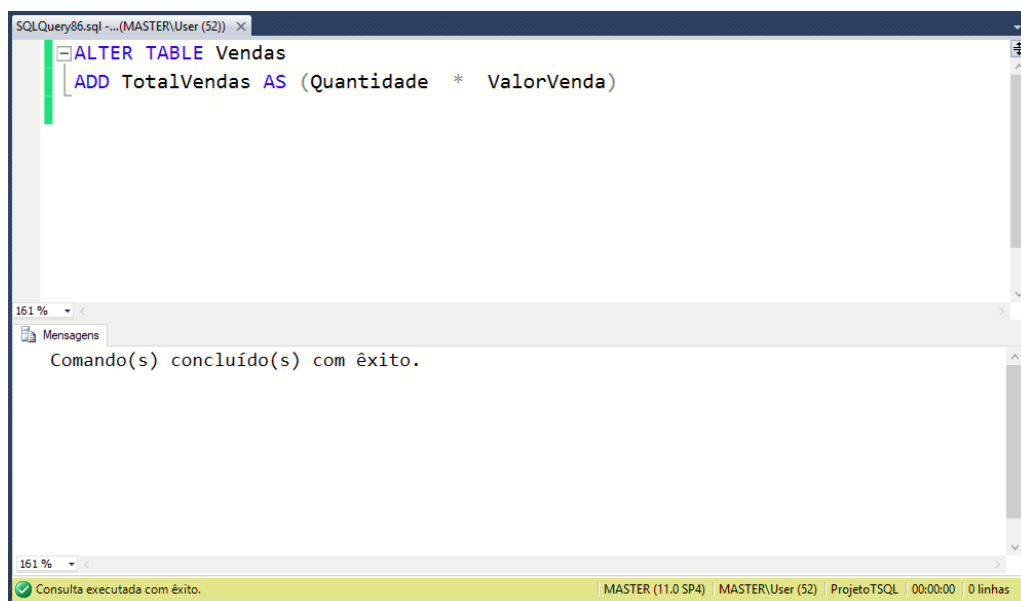 SQLQuery86.sql -...(MASTER\User (52))
ALTER TABLE Vendas
ADD TotalVendas AS (Quantidade * ValorVenda)
161 %
Mensagens
Comando(s) concluído(s) com êxito.
161 %
Consulta executada com êxito. MASTER (11.0 SP4) MASTER\User (52) ProjetoTSQL 00:00:00 0 linhas